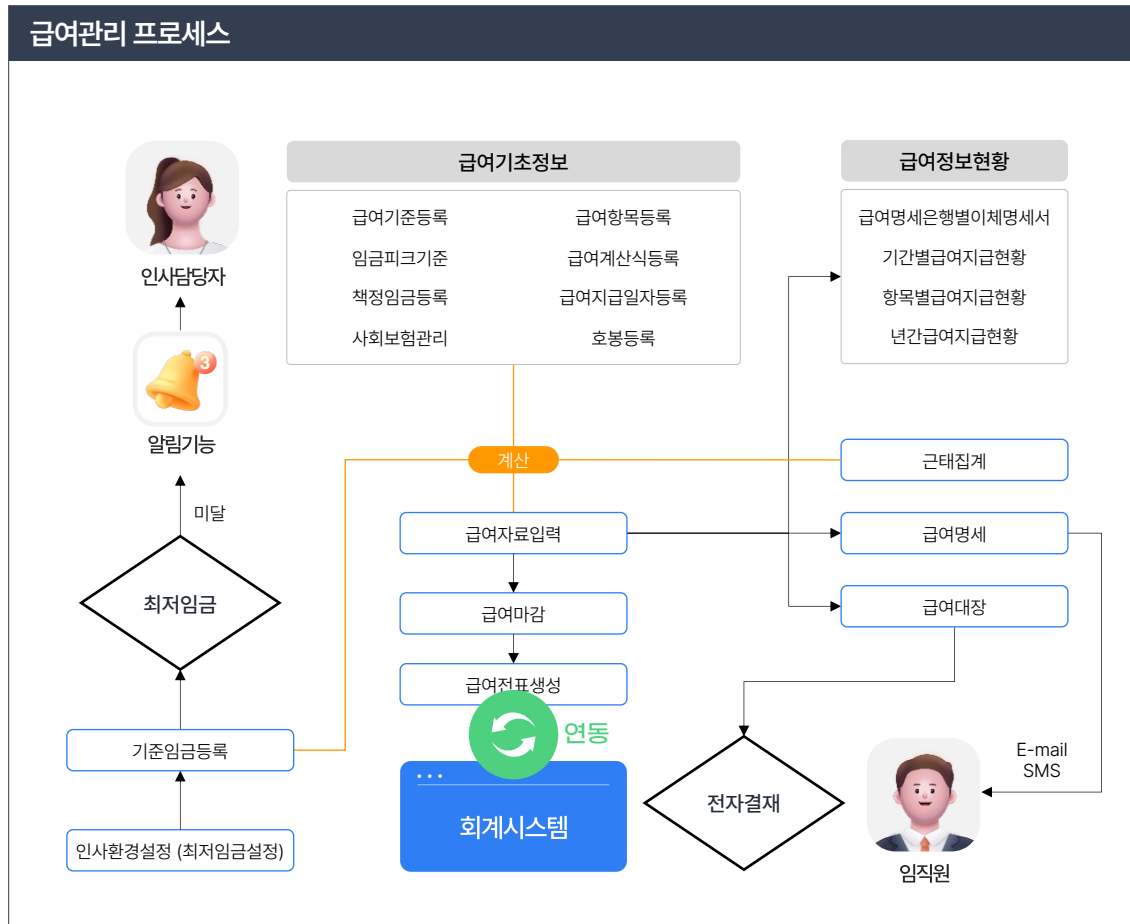 급여관리 프로세스
급여기초정보
급여정보현황
급여기준등록
급여항목등록
임금피크기준
급여계산식등록
책정임금등록
급여지급일자등록
사회보험관리
호봉등록
급여명세은행별이체명세서
기간별급여지급현황
항목별급여지급현황
년간급여지급현황
인사담당자
3
알림기능
미달
최저임금
기준임금등록
인사환경설정 (최저임금설정)
계산
근태집계
급여자료입력
급여명세
급여마감
급여대장
급여전표생성
연동
회계시스템
전자결재
E-mail
SMS
임직원